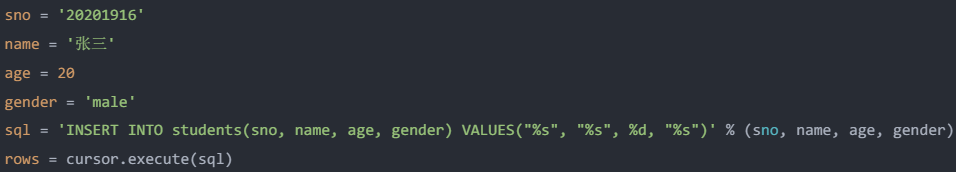 sno = '20201916'
name = '张三'
age = 20
gender = 'male'
sql = 'INSERT INTO students(sno, name, age, gender) VALUES("%s", "%s", %d, "%s")' % (sno, name, age, gender)
rows = cursor.execute(sql)